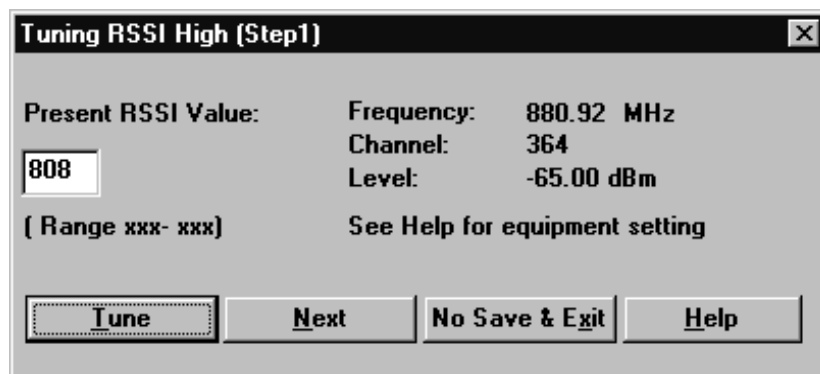 Tuning RSSI High (Step1)
Present RSSI Value:
808
( Range xxx- xxx)
Frequency: 880.92 MHz
Channel: 364
Level: -65.00 dBm
See Help for equipment setting
Tune Next No Save & Exit Help